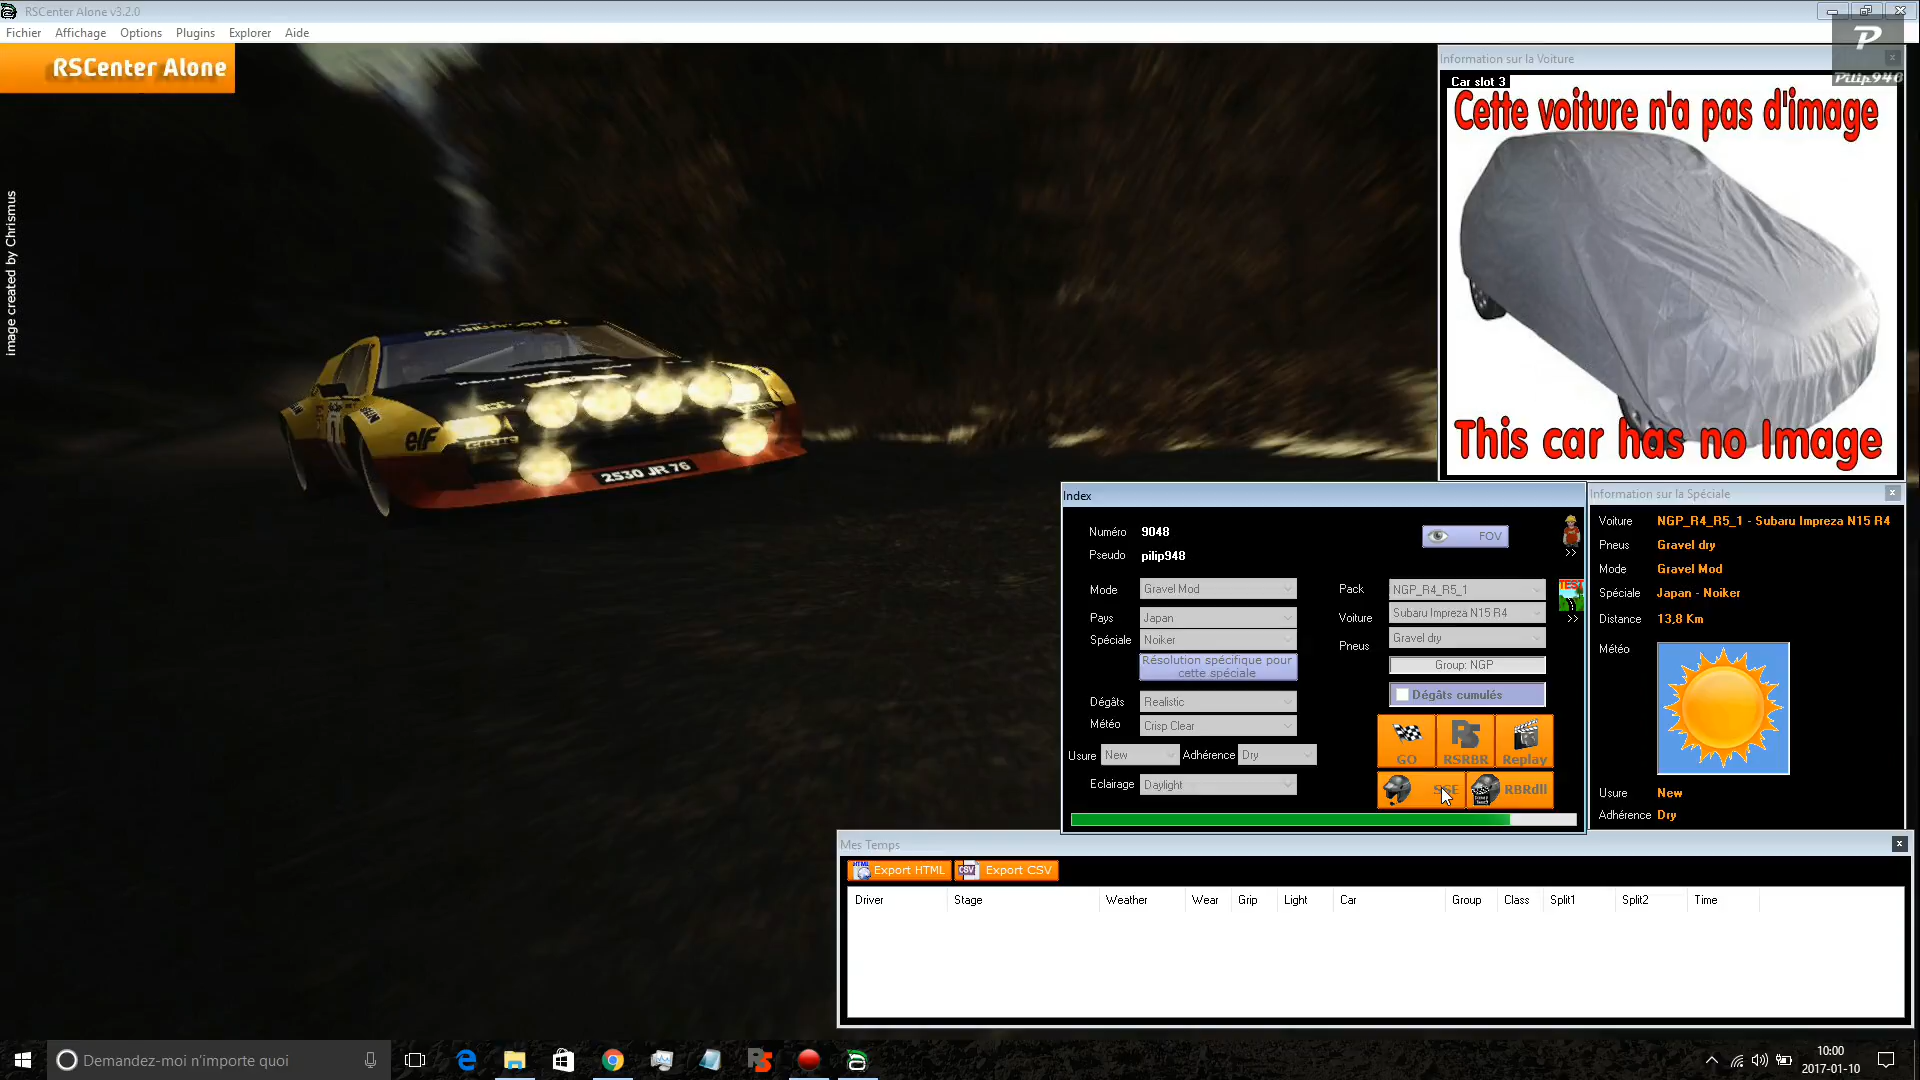 RSCenter Alone v3.2.0
Fichier Affichage Options Plugins Explorer Aide
RSCenter Alone
image created by Chrismus
elf
2530 JR 76
P
Pilip948
Information sur la Voiture
Car slot 3
Cette voiture n'a pas d'image
This car has no Image
Index
Numéro 9048
Pseudo pilip948
FOV
>>
Mode Gravel Mod
Pays Japan
Spéciale Noiker
Résolution spécifique pour
cette spéciale
Dégâts Realistic
Météo Crisp Clear
Usure New Adhérence Dry
Eclairage Daylight
Pack NGP_R4_R5_1
Voiture Subaru Impreza N15 R4
Pneus Gravel dry
Group: NGP
Dégâts cumulés
TEST
>>
GO RSRBR Replay
SSE RBRdll
Information sur la Spéciale
Voiture NGP_R4_R5_1 - Subaru Impreza N15 R4
Pneus Gravel dry
Mode Gravel Mod
Spéciale Japan - Noiker
Distance 13,8 Km
Météo
Usure New
Adhérence Dry
Mes Temps
Export HTML Export CSV
Driver Stage Weather Wear Grip Light Car Group Class Split1 Split2 Time
Demandez-moi n'importe quoi
10:00
2017-01-10